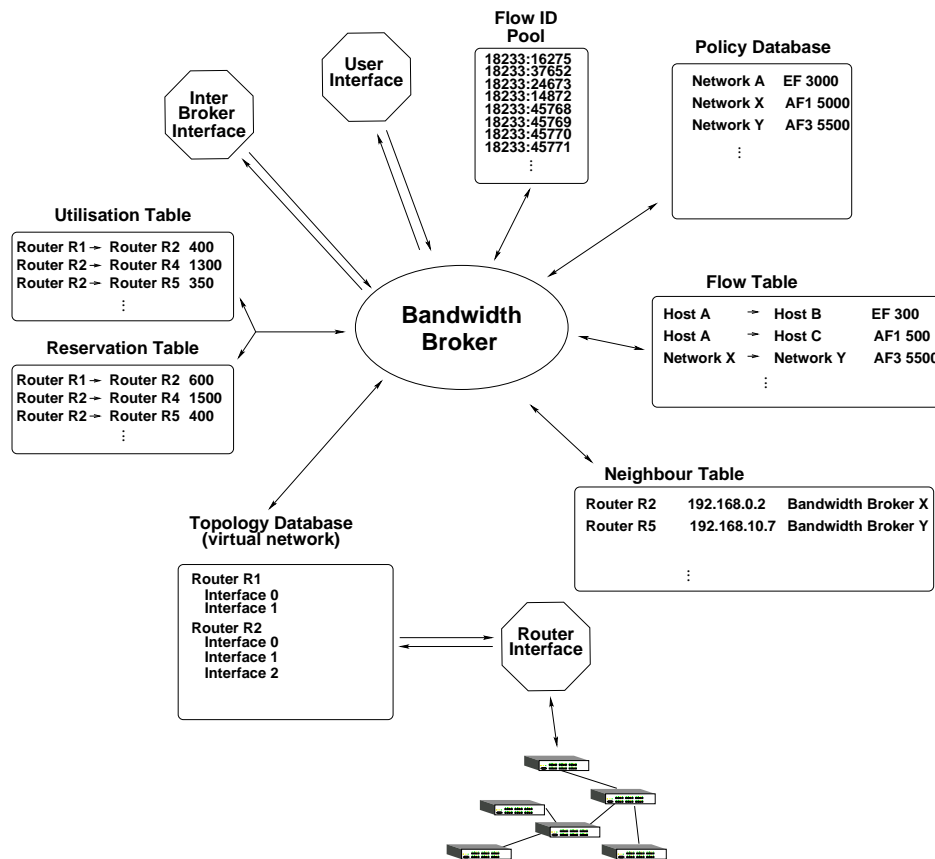 Flow ID
Pool
18233:16275
18233:37652
18233:24673
18233:14872
18233:45768
18233:45769
18233:45770
18233:45771
⋮
Policy Database
Network A EF 3000
Network X AF1 5000
Network Y AF3 5500
⋮
User
Interface
Inter
Broker
Interface
Utilisation Table
Router R1 → Router R2 400
Router R2 → Router R4 1300
Router R2 → Router R5 350
⋮
Reservation Table
Router R1 → Router R2 600
Router R2 → Router R4 1500
Router R2 → Router R5 400
⋮
Bandwidth
Broker
Flow Table
Host A → Host B EF 300
Host A → Host C AF1 500
Network X → Network Y AF3 5500
⋮
Neighbour Table
Router R2 192.168.0.2 Bandwidth Broker X
Router R5 192.168.10.7 Bandwidth Broker Y
⋮
Topology Database
(virtual network)
Router R1
Interface 0
Interface 1
Router R2
Interface 0
Interface 1
Interface 2
Router
Interface